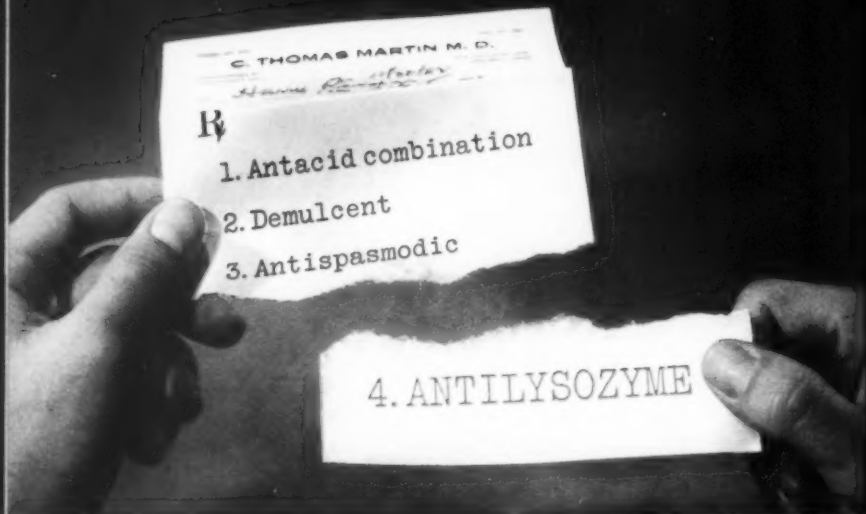 C. THOMAS MARTIN M. D.
℞
1. Antacid combination
2. Demulcent
3. Antispasmodic
4. ANTILYSOZYME